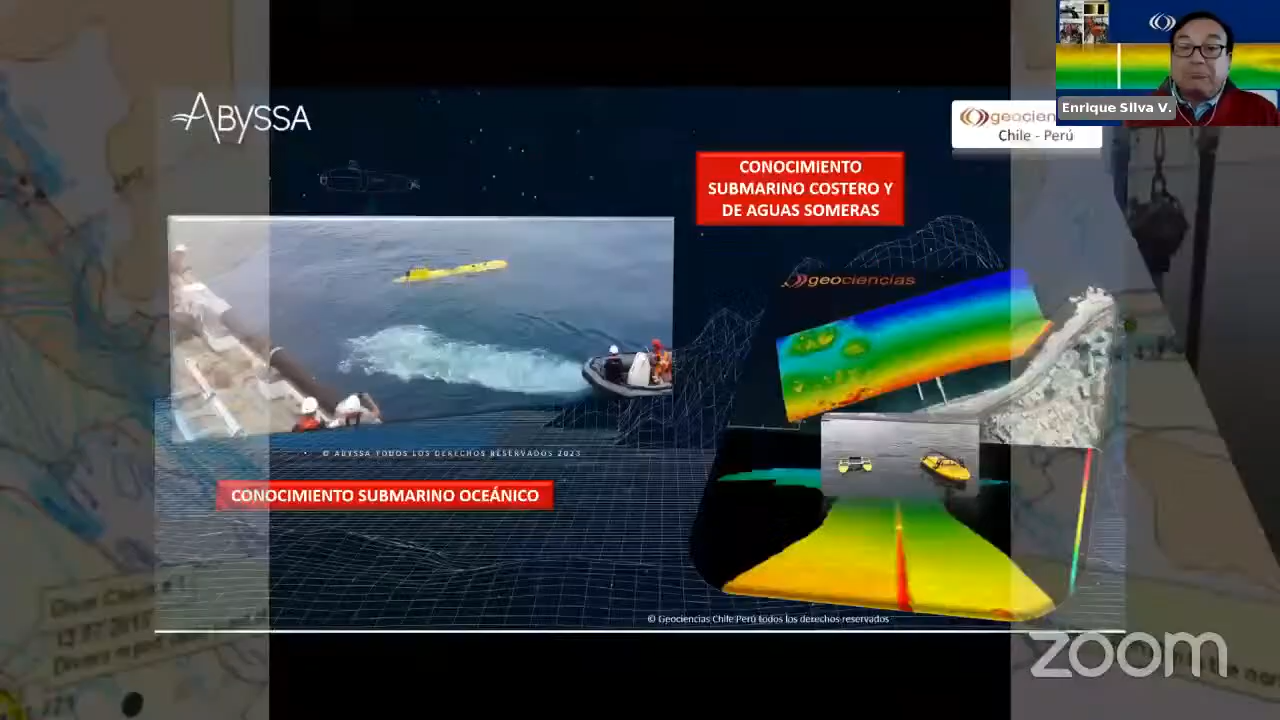 ABYSSA
geocien
Chile - Perú
Enrique Silva V.
CONOCIMIENTO
SUBMARINO COSTERO Y
DE AGUAS SOMERAS
geociencias
© ABYSSA TODOS LOS DERECHOS RESERVADOS 2023
CONOCIMIENTO SUBMARINO OCEÁNICO
© Geociencias Chile Perú todos los derechos reservados
zoom